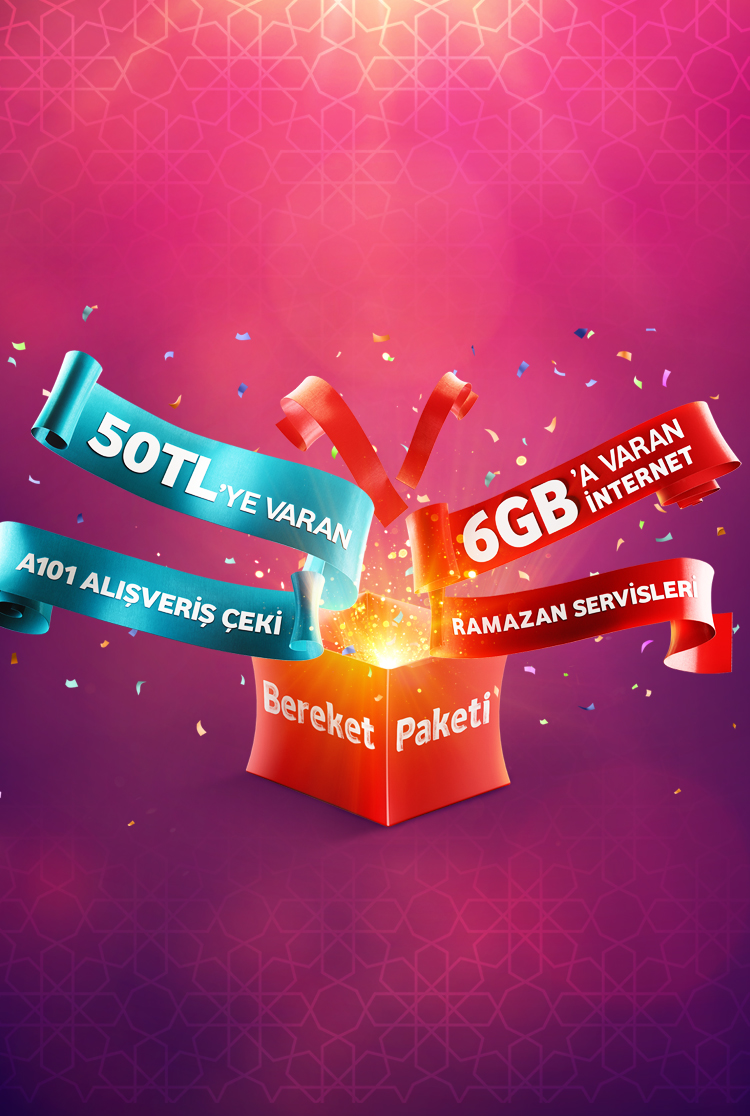 50TL'YE VARAN
A101 ALIŞVERİŞ ÇEKİ
6GB'A VARAN
İNTERNET
RAMAZAN SERVİSLERİ
Bereket Paketi